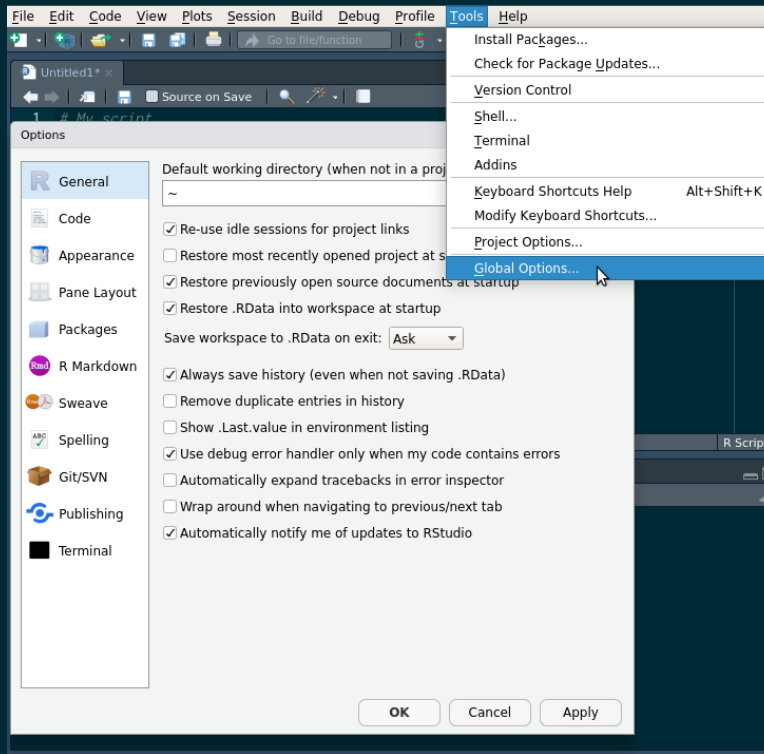 File Edit Code View Plots Session Build Debug Profile Tools Help
Go to file/function
Install Packages...
Check for Package Updates...
Version Control
Shell...
Terminal
Addins
Keyboard Shortcuts Help Alt+Shift+K
Modify Keyboard Shortcuts...
Project Options...
Global Options...
Untitled1*
Source on Save
1 # My script
Options
General
Code
Appearance
Pane Layout
Packages
Rmd R Markdown
Sweave
ABC Spelling
Git/SVN
Publishing
Terminal
Default working directory (when not in a proj
~
Re-use idle sessions for project links
Restore most recently opened project at s
Restore previously open source documents at startup
Restore .RData into workspace at startup
Save workspace to .RData on exit: Ask
Always save history (even when not saving .RData)
Remove duplicate entries in history
Show .Last.value in environment listing
Use debug error handler only when my code contains errors
Automatically expand tracebacks in error inspector
Wrap around when navigating to previous/next tab
Automatically notify me of updates to RStudio
OK Cancel Apply
R Scrip